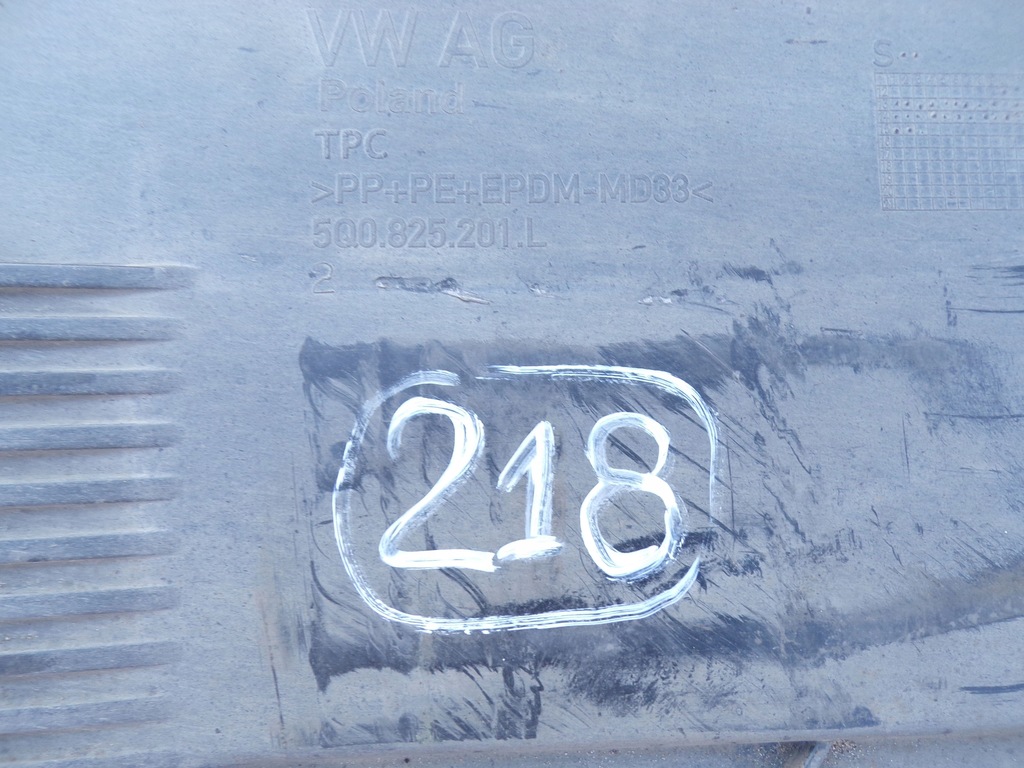 VW AG
Poland
TPC
>PP+PE+EPDM-MD33<
5Q0.825.201.L
2
S
218